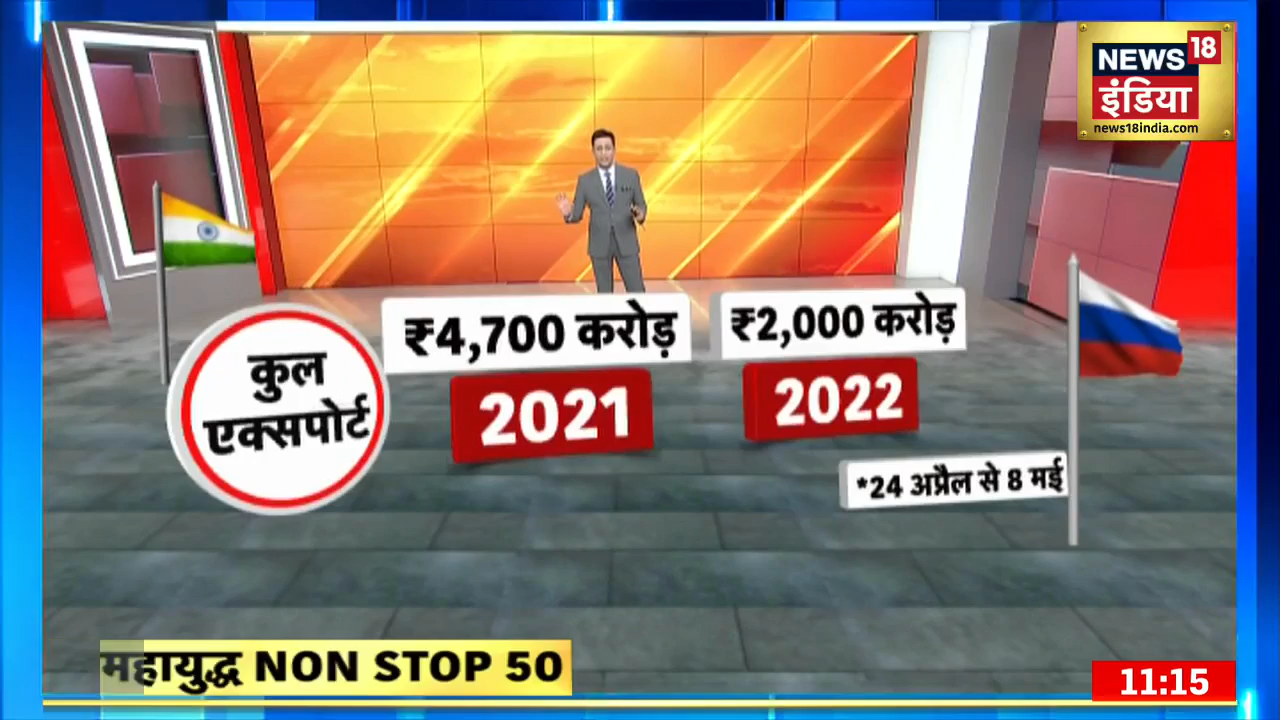 NEWS 18
इंडिया
news18india.com
₹4,700 करोड़
₹2,000 करोड़
कुल
एक्सपोर्ट
2021
2022
*24 अप्रैल से 8 मई
महायुद्ध NON STOP 50
11:15